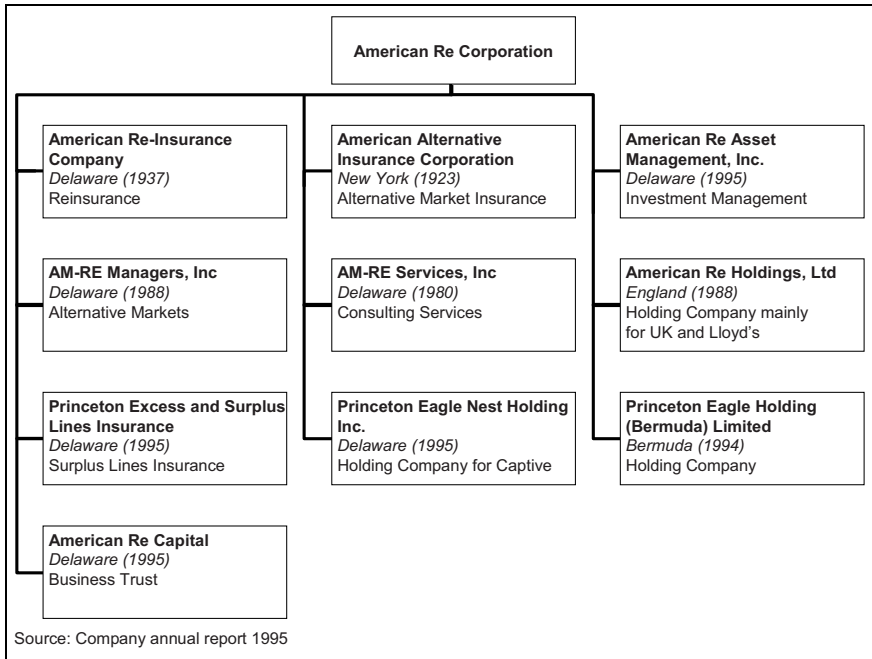 American Re Corporation
American Re-Insurance
Company
Delaware (1937)
Reinsurance
American Alternative
Insurance Corporation
New York (1923)
Alternative Market Insurance
American Re Asset
Management, Inc.
Delaware (1995)
Investment Management
AM-RE Managers, Inc
Delaware (1988)
Alternative Markets
AM-RE Services, Inc
Delaware (1980)
Consulting Services
American Re Holdings, Ltd
England (1988)
Holding Company mainly
for UK and Lloyd's
Princeton Excess and Surplus
Lines Insurance
Delaware (1995)
Surplus Lines Insurance
Princeton Eagle Nest Holding
Inc.
Delaware (1995)
Holding Company for Captive
Princeton Eagle Holding
(Bermuda) Limited
Bermuda (1994)
Holding Company
American Re Capital
Delaware (1995)
Business Trust
Source: Company annual report 1995